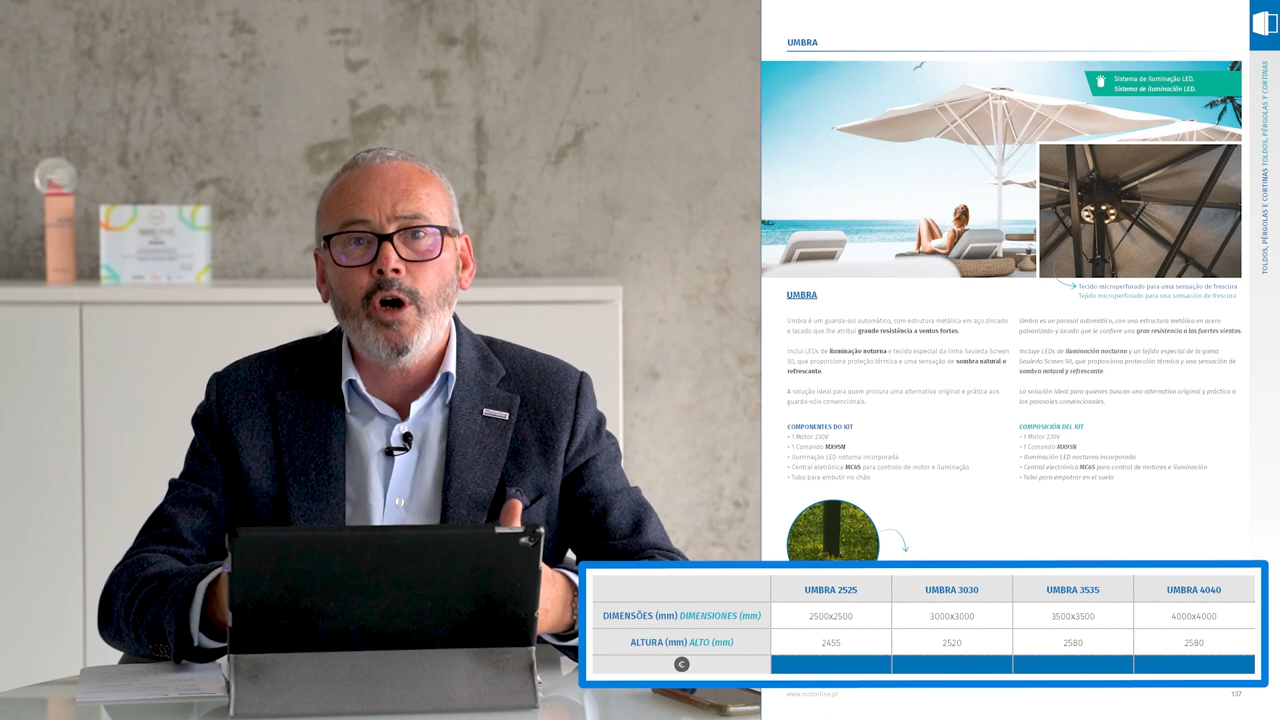 UMBRA
Sistema de Iluminação LED.
Sistema de Iluminación LED.
TOLDOS, PÉRGOLAS E CORTINAS TOLDOS, PÉRGOLAS Y CORTINAS
Tecido microperfurado para uma sensação de frescura
Tejido microperforado para una sensación de frescura
UMBRA
Umbra é um guarda-sol automático, com estrutura metálica em aço zincado
e lacado que lhe atribui grande resistência a ventos fortes.
Inclui LEDs de iluminação noturna e tecido especial da linha Sauleda Screen
50, que proporciona proteção térmica e uma sensação de sombra natural e
refrescante.
A solução ideal para quem procura uma alternativa original e prática aos
guarda-sóis convencionais.
COMPONENTES DO KIT
• 1 Motor 230V
• 1 Comando MX95N
• Iluminação LED noturna incorporada
• Central eletrónica MC65 para controlo de motor e iluminação
• Tubo para embutir no chão
Umbra es un parasol automático, con una estructura metálica en acero
galvanizado y lacado que le confiere una gran resistencia a los fuertes vientos.
Incluye LEDs de iluminación nocturna y un tejido especial de la gama
Sauleda Screen 50, que proporciona protección térmica y una sensación de
sombra natural y refrescante.
La solución ideal para quienes buscan una alternativa original y práctica a
los parasoles convencionales.
COMPOSICIÓN DEL KIT
• 1 Motor 230V
• 1 Comando MX95N
• Iluminación LED nocturna incorporada
• Central electrónica MC65 para control de motores e iluminación
• Tubo para empotrar en el suelo
UMBRA 2525 UMBRA 3030 UMBRA 3535 UMBRA 4040
DIMENSÕES (mm) DIMENSIONES (mm) 2500x2500 3000x3000 3500x3500 4000x4000
ALTURA (mm) ALTO (mm) 2455 2520 2580 2580
C
www.motorline.pt
137